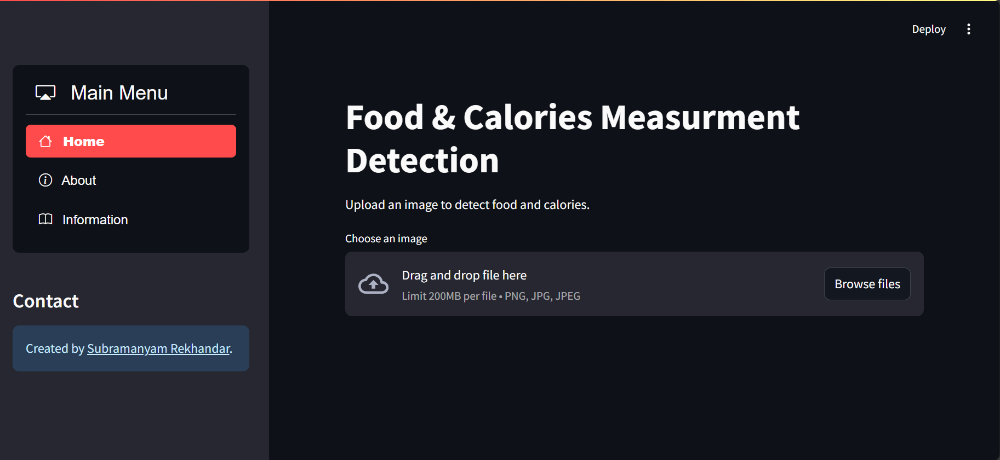 Deploy
Main Menu
Home
About
Information
Contact
Created by Subramanyam Rekhandar.
Food & Calories Measurment
Detection
Upload an image to detect food and calories.
Choose an image
Drag and drop file here
Limit 200MB per file • PNG, JPG, JPEG
Browse files